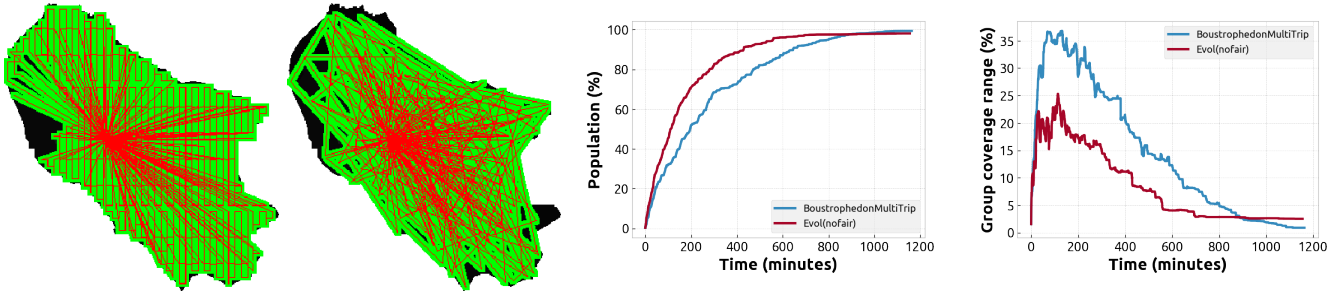 Population (%)
100
80
60
40
20
0
BoustrophedonMultiTrip
Evol(nofair)
0 200 400 600 800 1000 1200
Time (minutes)
Group coverage range (%)
35
30
25
20
15
10
5
0
BoustrophedonMultiTrip
Evol(nofair)
0 200 400 600 800 1000 1200
Time (minutes)